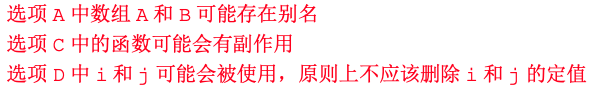 选项 A 中数组 A 和 B 可能存在别名
选项 C 中的函数可能会有副作用
选项 D 中 i 和 j 可能会被使用，原则上不应该删除 i 和 j 的定值